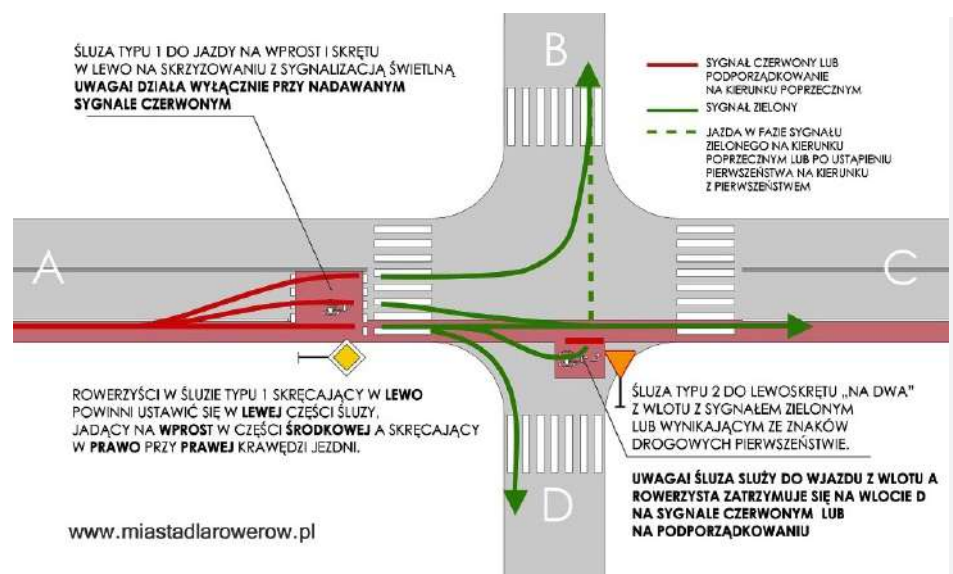 ŚLUZA TYPU 1 DO JAZDY NA WPROST I SKRĘTU
W LEWO NA SKRZYŻOWANIU Z SYGNALIZACJĄ ŚWIETLNĄ
UWAGA! DZIAŁA WYŁĄCZNIE PRZY NADAWANYM
SYGNALE CZERWONYM
B
SYGNAŁ CZERWONY LUB
PODPORZĄDKOWANIE
NA KIERUNKU POPRZECZNYM
SYGNAŁ ZIELONY
JAZDA W FAZIE SYGNAŁU
ZIELONEGO NA KIERUNKU
POPRZECZNYM LUB PO USTĄPIENIU
PIERWSZEŃSTWA NA KIERUNKU
Z PIERWSZEŃSTWEM
A
C
ROWERZYŚCI W ŚLUZIE TYPU 1 SKRĘCAJĄCY W LEWO
POWINNI USTAWIĆ SIĘ W LEWEJ CZĘŚCI ŚLUZY,
JADĄCY NA WPROST W CZĘŚCI ŚRODKOWEJ A SKRĘCAJĄCY
W PRAWO PRZY PRAWEJ KRAWĘDZI JEZDNI.
ŚLUZA TYPU 2 DO LEWOSKRĘTU „NA DWA”
Z WLOTU Z SYGNAŁEM ZIELONYM
LUB WYNIKAJĄCYM ZE ZNAKÓW
DROGOWYCH PIERWSZEŃSTWIE.
UWAGA! ŚLUZA SŁUŻY DO WJAZDU Z WLOTU A
ROWERZYSTA ZATRZYMUJE SIĘ NA WLOCIE D
NA SYGNALE CZERWONYM LUB
NA PODPORZĄDKOWANIU
D
www.miastadlarowerow.pl